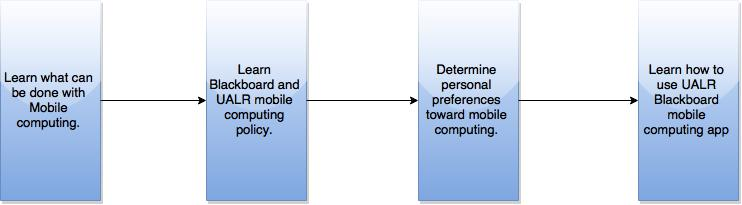 Learn what can
be done with
Mobile
computing.
Learn
Blackboard and
UALR mobile
computing
policy.
Determine
personal
preferences
toward mobile
computing.
Learn how to
use UALR
Blackboard
mobile
computing app